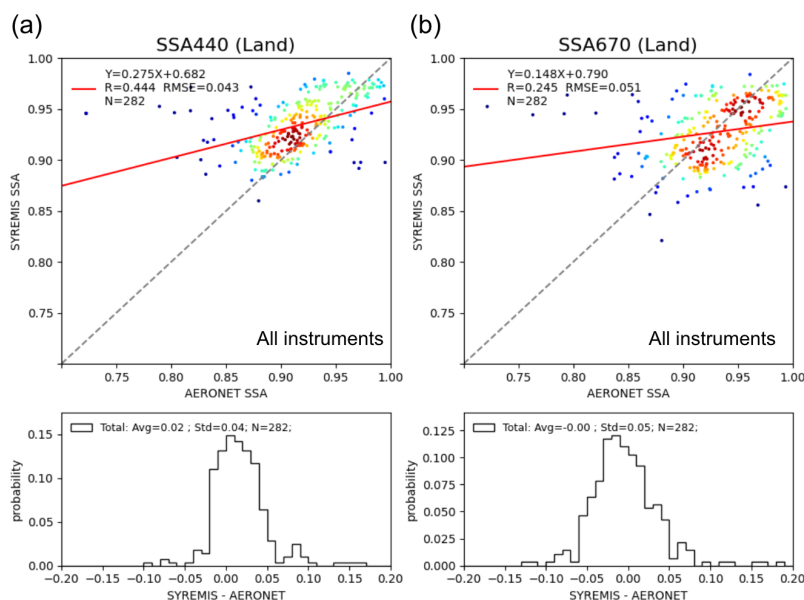 (a)
SSA440 (Land)
Y=0.275X+0.682
R=0.444 RMSE=0.043
N=282
1.00
0.95
0.90
0.85
0.80
0.75
SYREMIS SSA
All instruments
0.75 0.80 0.85 0.90 0.95 1.00
AERONET SSA
(b)
SSA670 (Land)
Y=0.148X+0.790
R=0.245 RMSE=0.051
N=282
1.00
0.95
0.90
0.85
0.80
0.75
SYREMIS SSA
All instruments
0.75 0.80 0.85 0.90 0.95 1.00
AERONET SSA
Total: Avg=0.02 ; Std=0.04; N=282;
0.15
0.10
0.05
0.00
probability
−0.20 −0.15 −0.10 −0.05 0.00 0.05 0.10 0.15 0.20
SYREMIS - AERONET
Total: Avg=-0.00 ; Std=0.05; N=282;
0.125
0.100
0.075
0.050
0.025
0.000
probability
−0.20 −0.15 −0.10 −0.05 0.00 0.05 0.10 0.15 0.20
SYREMIS - AERONET